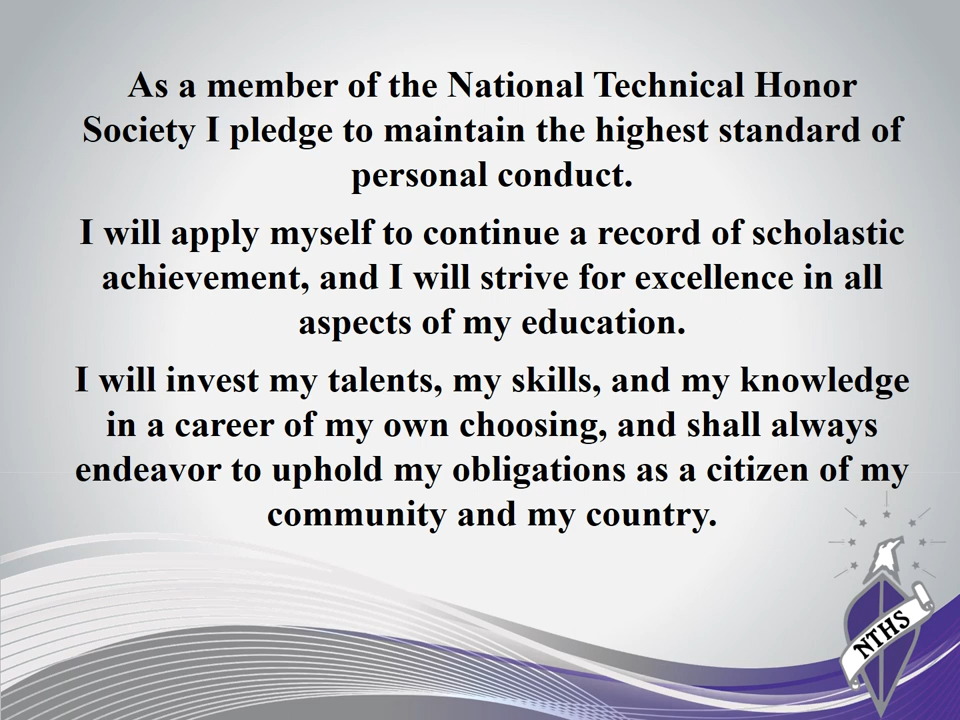 As a member of the National Technical Honor
Society I pledge to maintain the highest standard of
personal conduct.
I will apply myself to continue a record of scholastic
achievement, and I will strive for excellence in all
aspects of my education.
I will invest my talents, my skills, and my knowledge
in a career of my own choosing, and shall always
endeavor to uphold my obligations as a citizen of my
community and my country.
NTHS